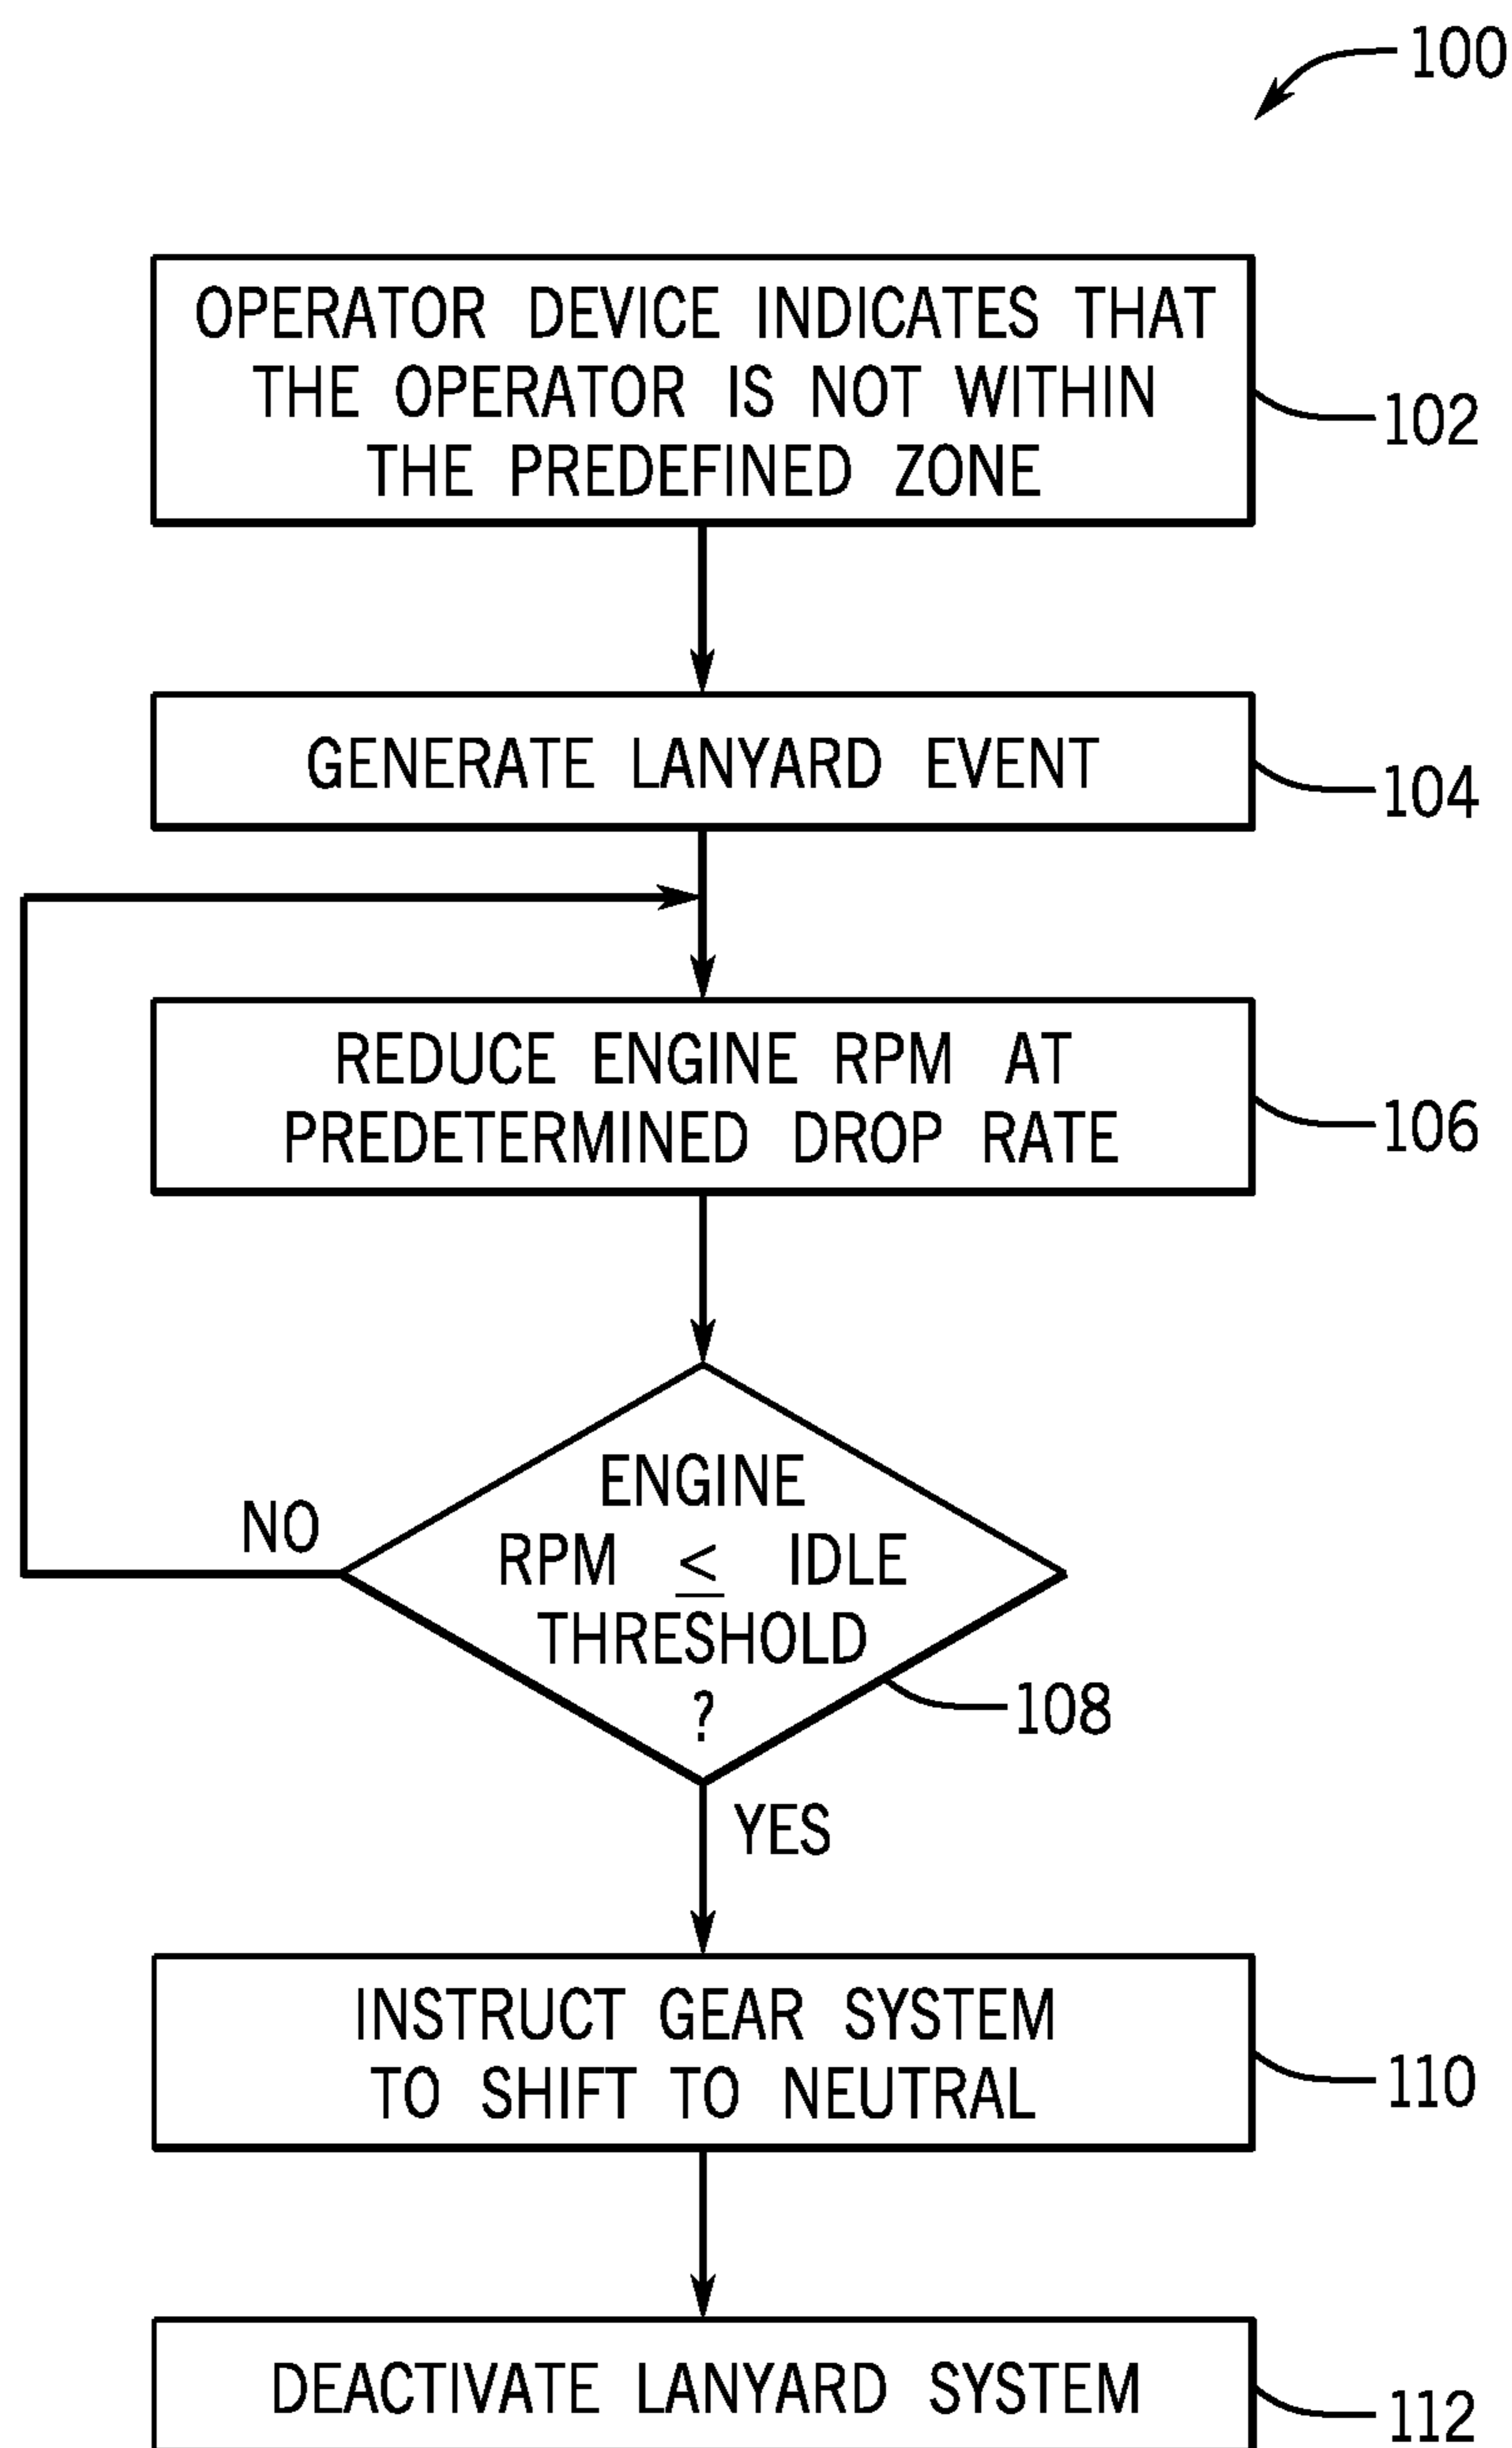 100
OPERATOR DEVICE INDICATES THAT
THE OPERATOR IS NOT WITHIN
THE PREDEFINED ZONE
102
GENERATE LANYARD EVENT
104
REDUCE ENGINE RPM AT
PREDETERMINED DROP RATE
106
ENGINE
RPM ≤ IDLE
THRESHOLD
?
NO
108
YES
INSTRUCT GEAR SYSTEM
TO SHIFT TO NEUTRAL
110
DEACTIVATE LANYARD SYSTEM
112